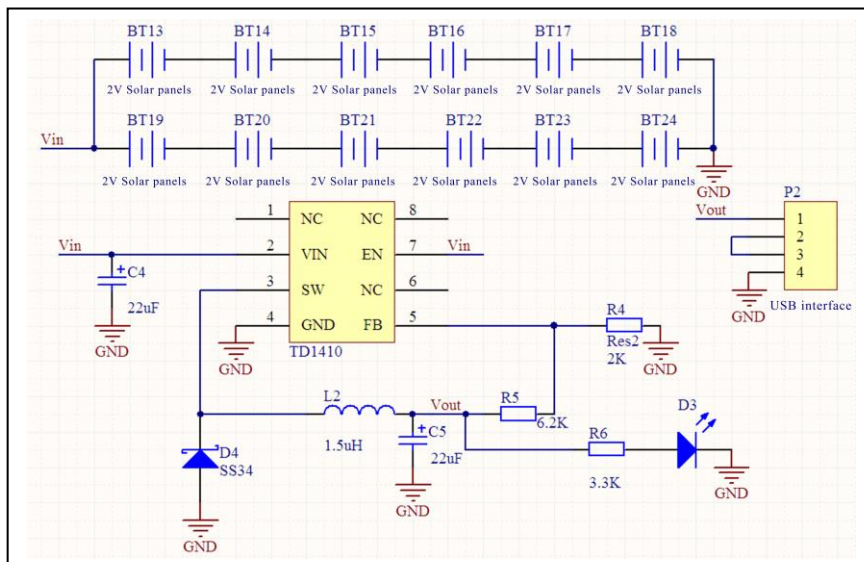 BT13 BT14 BT15 BT16 BT17 BT18
2V Solar panels 2V Solar panels 2V Solar panels 2V Solar panels 2V Solar panels 2V Solar panels
Vin BT19 BT20 BT21 BT22 BT23 BT24
2V Solar panels 2V Solar panels 2V Solar panels 2V Solar panels 2V Solar panels 2V Solar panels
GND
P2
Vout 1
2
3
4
GND
USB interface
1 NC NC 8
Vin 2 VIN EN 7 Vin
3 SW NC 6
4 GND FB 5
TD1410
GND
C4
+
22uF
GND
R4
Res2
2K
GND
L2
1.5uH
Vout
R5
6.2K
+
C5
22uF
GND
R6
3.3K
D3
GND
D4
SS34
GND